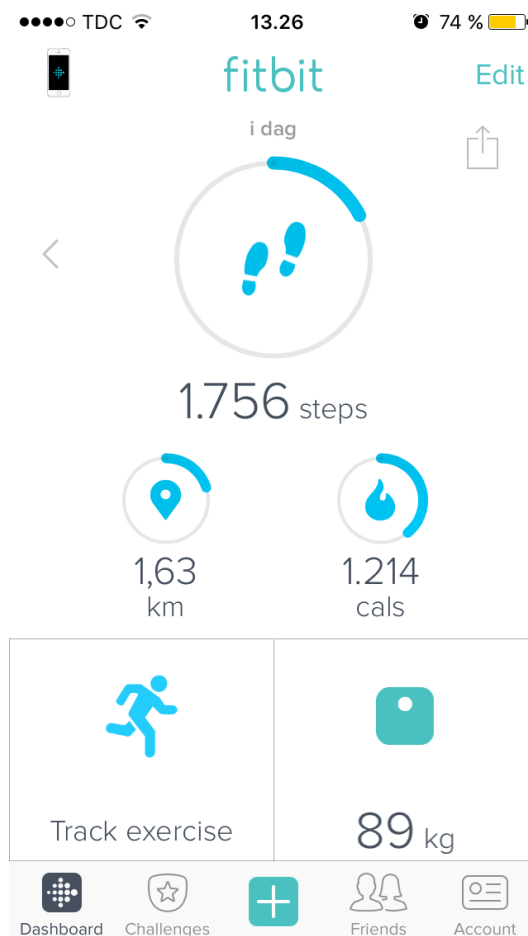 TDC 13.26 74 %
fitbit Edit
i dag
1.756 steps
1,63 1.214
km cals
Track exercise 89 kg
Dashboard Challenges Friends Account